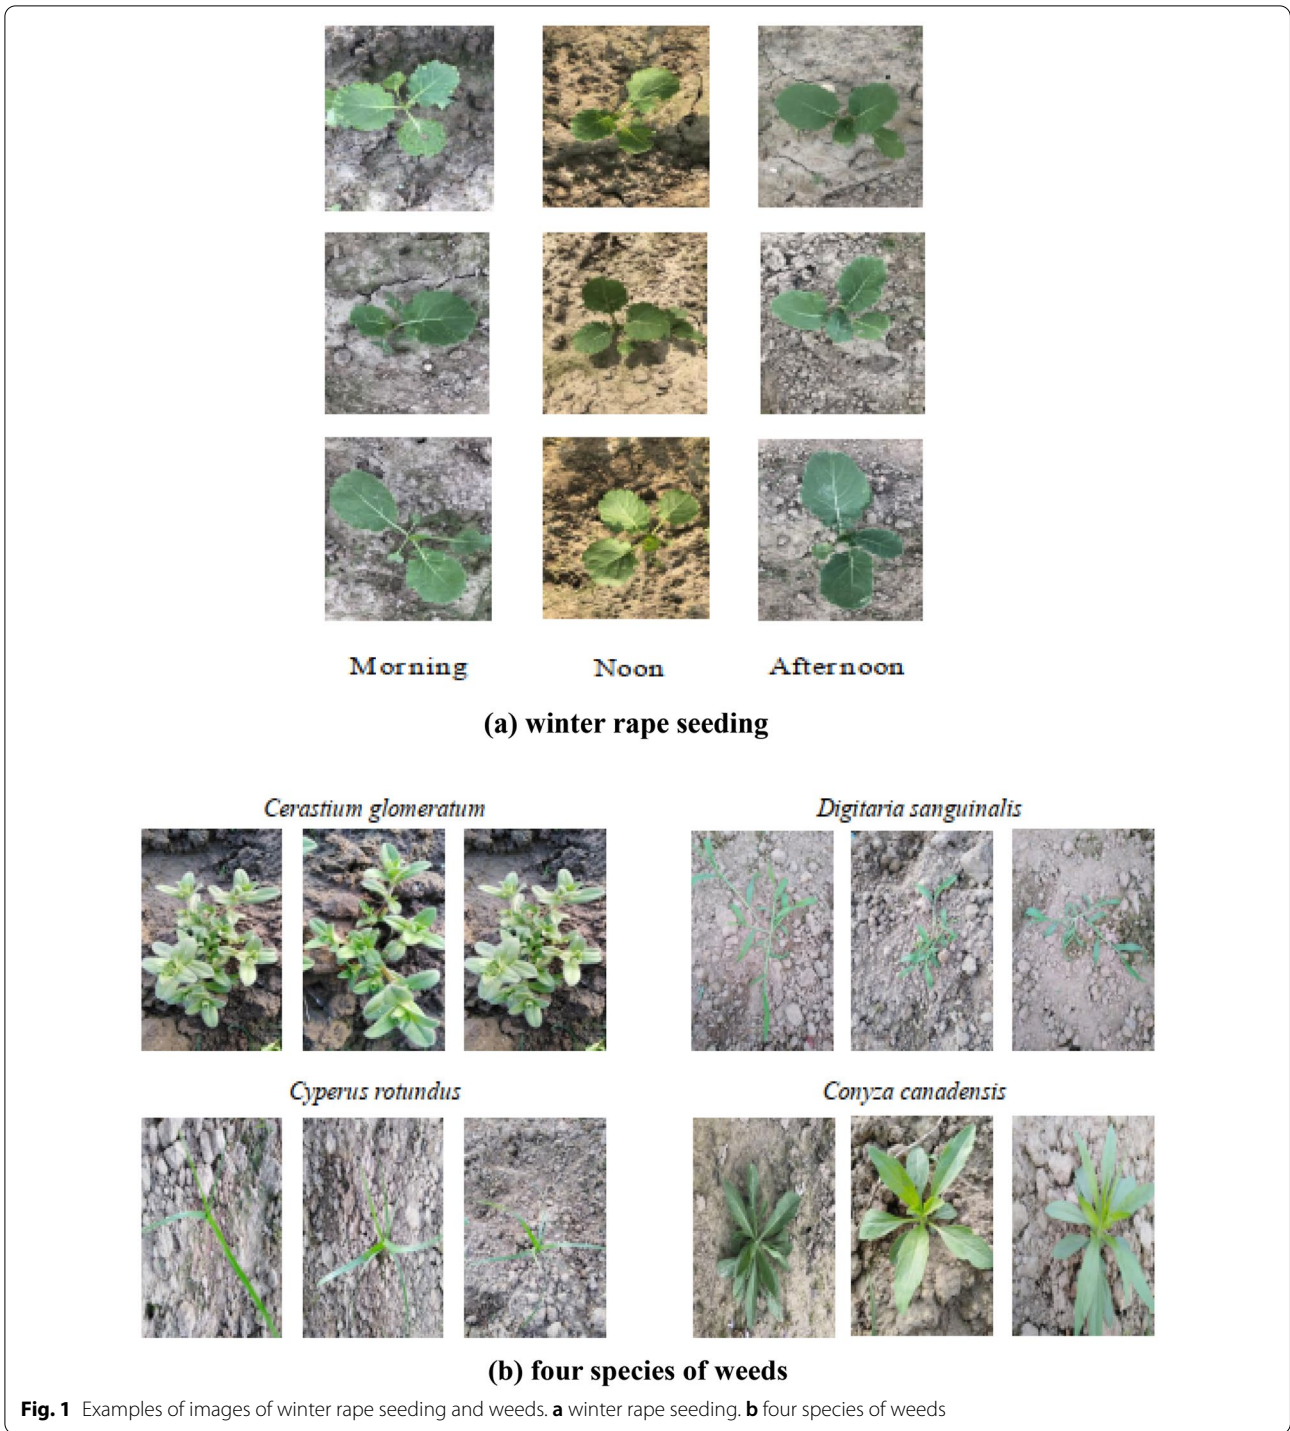 Morning Noon Afternoon
(a) winter rape seeding
Cerastium glomeratum Digitaria sanguinalis
Cyperus rotundus Conyza canadensis
(b) four species of weeds
Fig. 1 Examples of images of winter rape seeding and weeds. a winter rape seeding. b four species of weeds